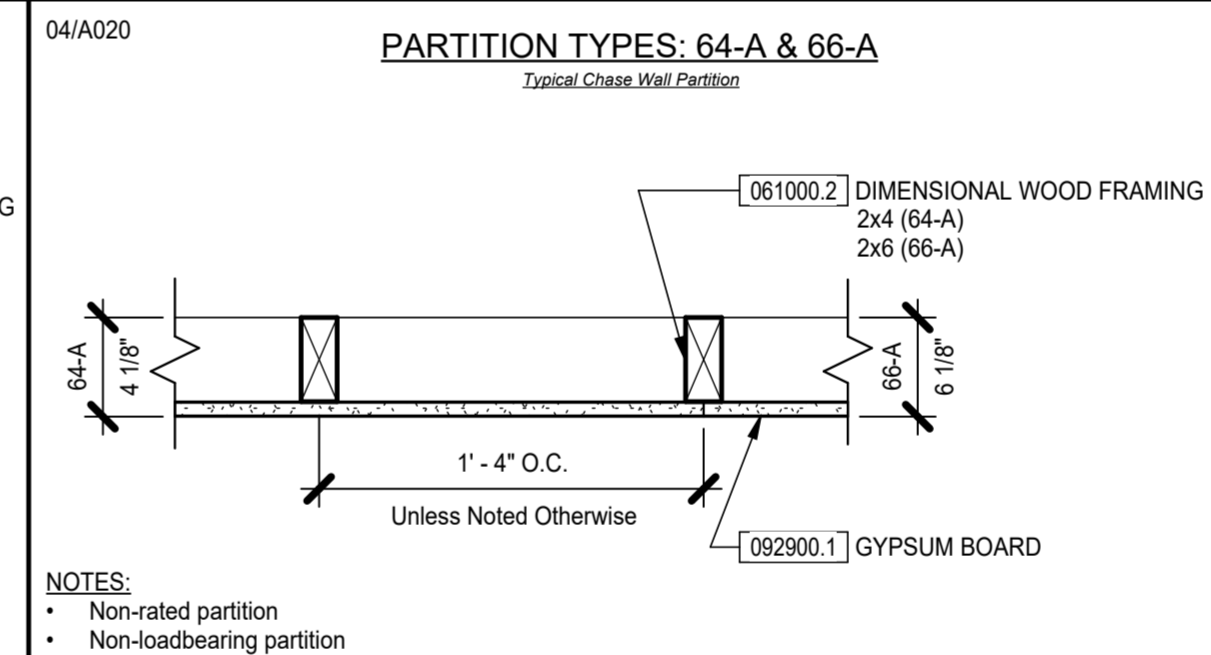 04/A020
PARTITION TYPES: 64-A & 66-A
Typical Chase Wall Partition
G
061000.2 DIMENSIONAL WOOD FRAMING
2x4 (64-A)
2x6 (66-A)
64-A
4 1/8"
66-A
6 1/8"
1' - 4" O.C.
Unless Noted Otherwise
092900.1 GYPSUM BOARD
NOTES:
• Non-rated partition
• Non-loadbearing partition